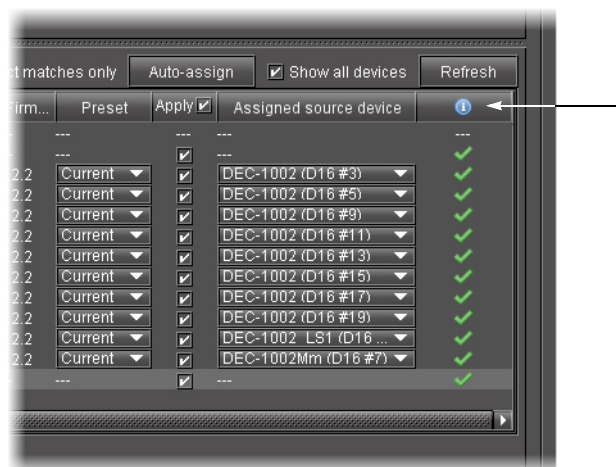 matches only Auto-assign Show all devices Refresh
Firm... Preset Apply Assigned source device
--- --- ---  ---
--- --- ---
2.2 Current DEC-1002 (D16 #3)
2.2 Current DEC-1002 (D16 #5)
2.2 Current DEC-1002 (D16 #9)
2.2 Current DEC-1002 (D16 #11)
2.2 Current DEC-1002 (D16 #13)
2.2 Current DEC-1002 (D16 #15)
2.2 Current DEC-1002 (D16 #17)
2.2 Current DEC-1002 (D16 #19)
2.2 Current DEC-1002_LS1 (D16 ...
2.2 Current DEC-1002Mm (D16 #7)
--- ---